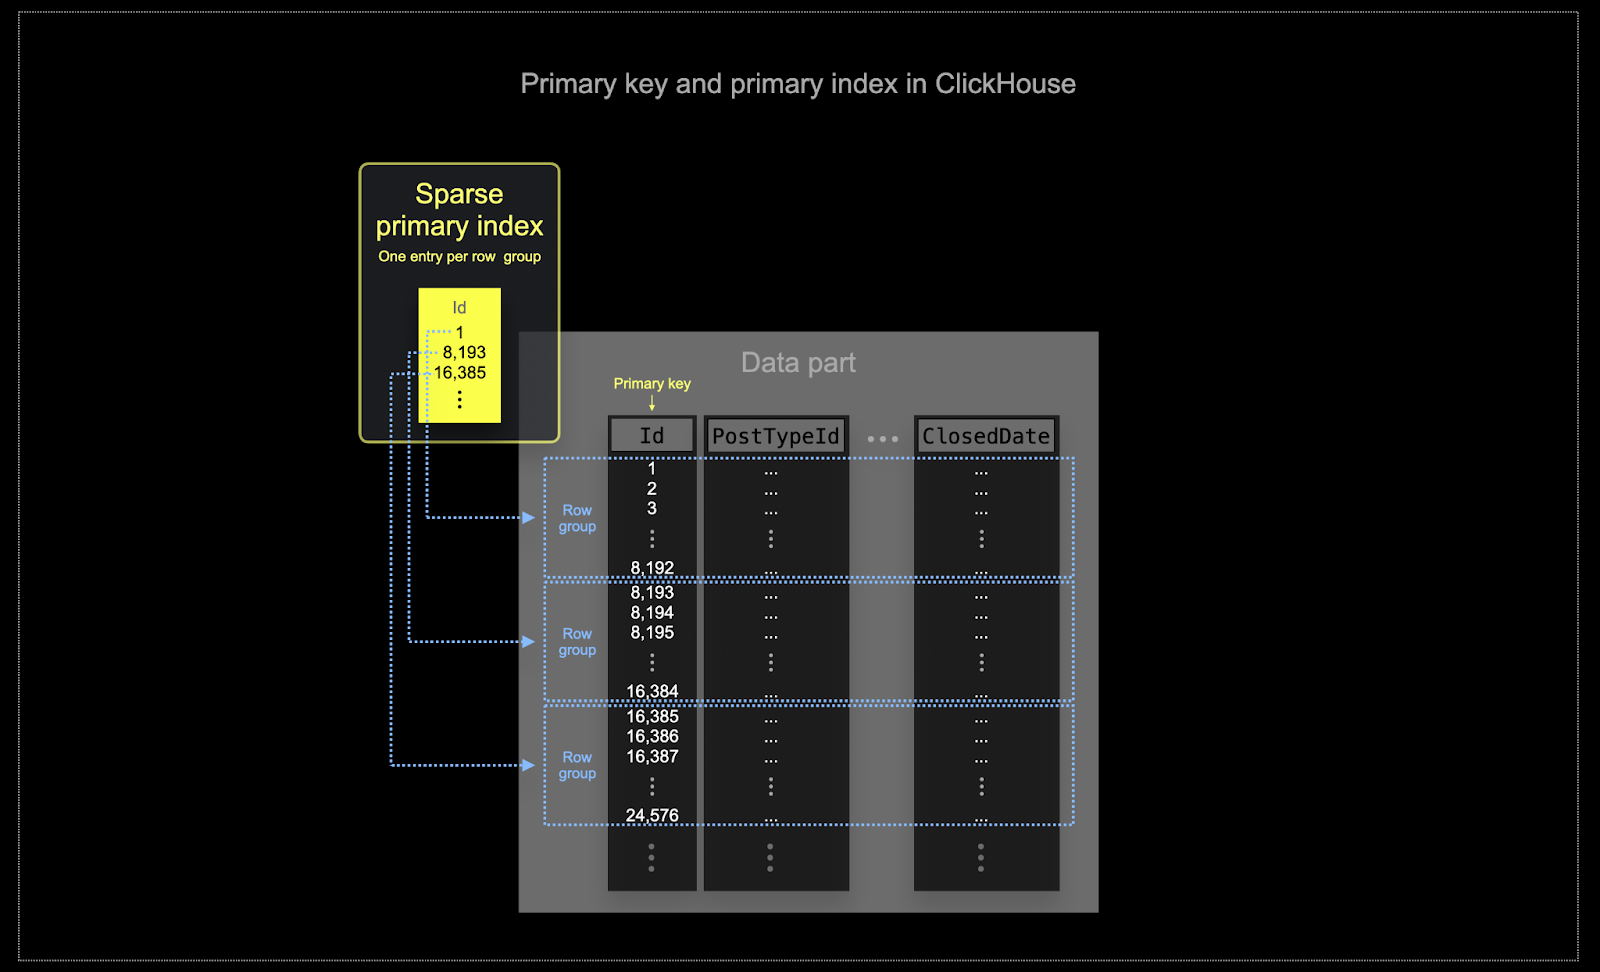 Primary key and primary index in ClickHouse
Sparse
primary index
One entry per row group
Id
1
8,193
16,385
Data part
Primary key
Id PostTypeId ... ClosedDate
Row
group
1 ... ...
2 ... ...
3 ... ...
8,192 ... ...
Row
group
8,193 ... ...
8,194 ... ...
8,195 ... ...
16,384 ... ...
Row
group
16,385 ... ...
16,386 ... ...
16,387 ... ...
24,576 ... ...